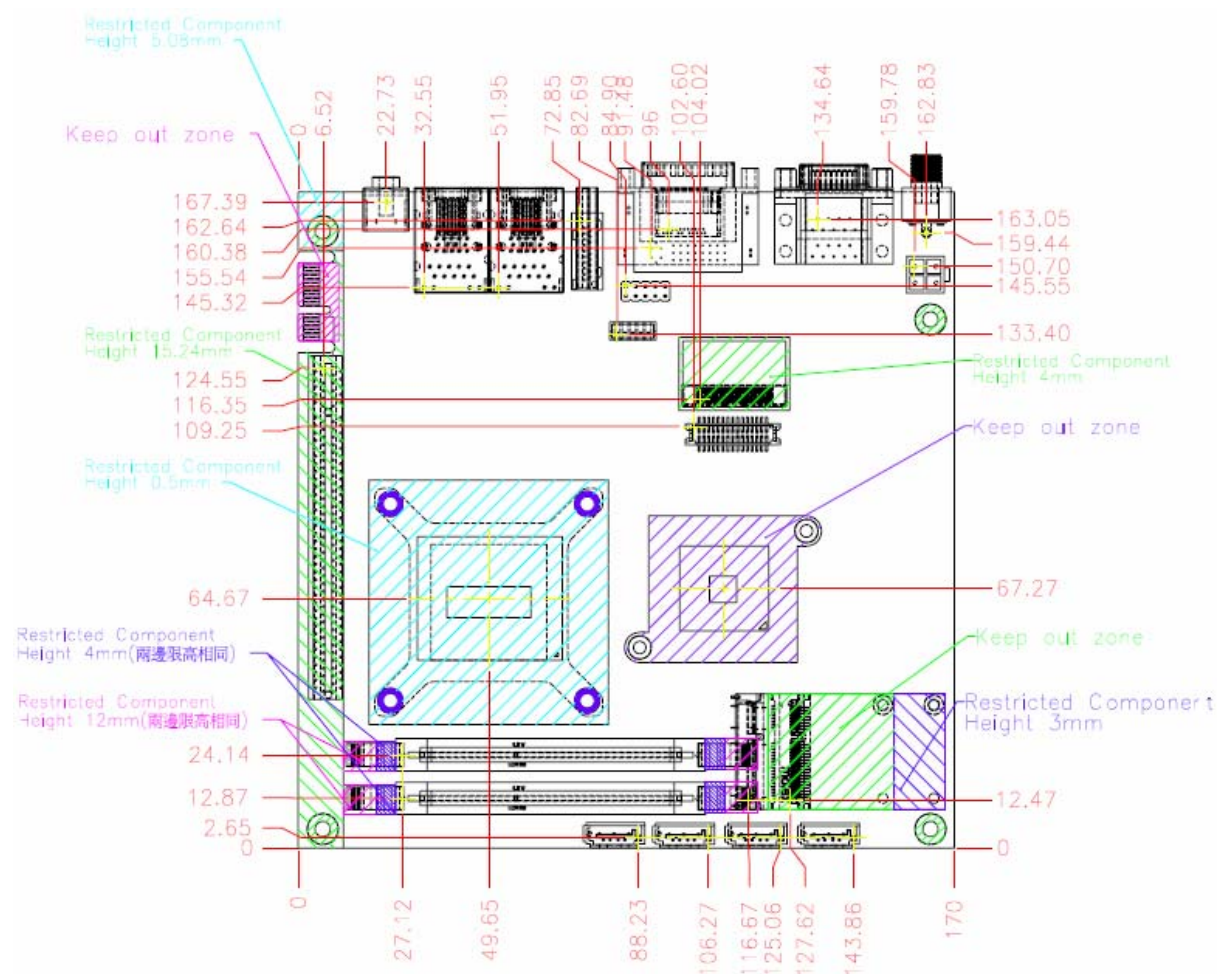 Restricted Component
Height 5.08mm
Keep out zone
0
6.52
22.73
32.55
51.95
72.85
82.69
84.90
91.48
96
102.60
104.02
134.64
159.78
162.83
167.39
162.64
160.38
155.54
145.32
163.05
159.44
150.70
145.55
133.40
Restricted Component
Height 15.24mm
124.55
116.35
109.25
Restricted Component
Height 4mm
Keep out zone
Restricted Component
Height 0.5mm
64.67
67.27
Restricted Component
Height 4mm(兩邊限高相同)
Keep out zone
Restricted Component
Height 12mm(兩邊限高相同)
Restricted Component
Height 3mm
24.14
12.87
12.47
2.65
0
0
0
27.12
49.65
88.23
106.27
116.67
125.06
127.62
143.86
170